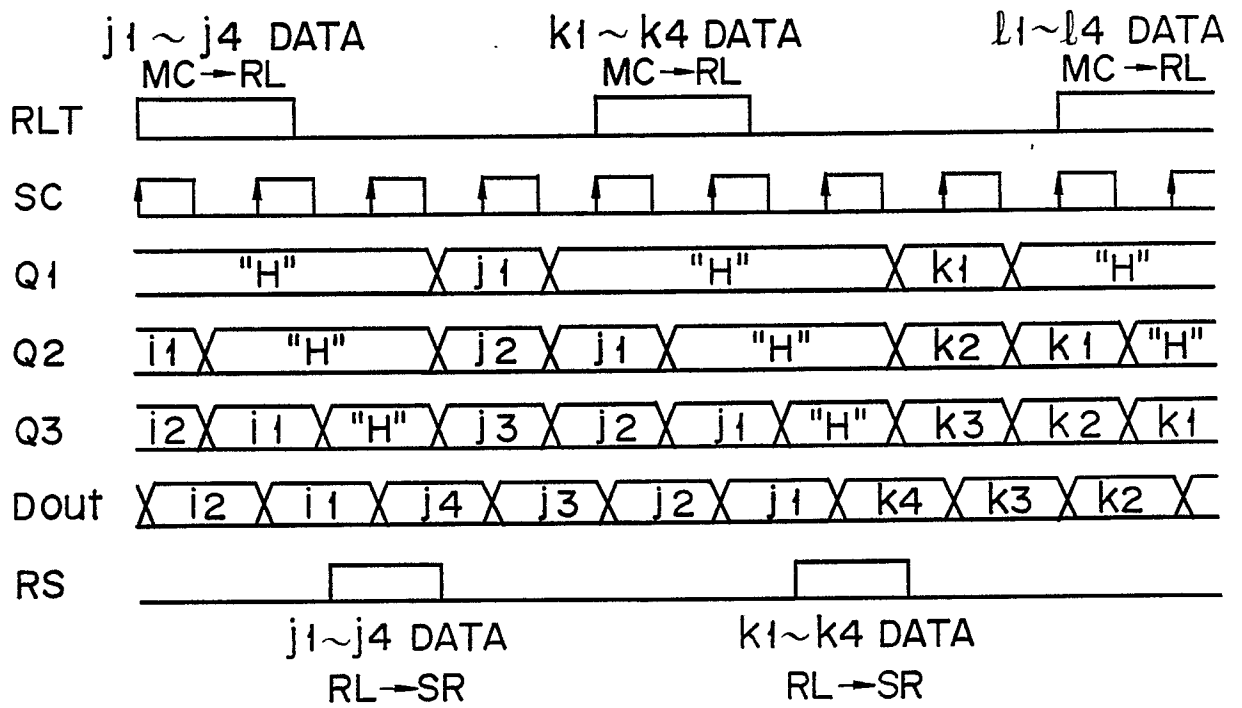 j1～j4 DATA k1～k4 DATA ℓ1～ℓ4 DATA
MC→RL MC→RL MC→RL
RLT
SC
Q1 "H" j1 "H" k1 "H"
Q2 i1 "H" j2 j1 "H" k2 k1 "H"
Q3 i2 i1 "H" j3 j2 j1 "H" k3 k2 k1
Dout i2 i1 j4 j3 j2 j1 k4 k3 k2
RS
j1～j4 DATA k1～k4 DATA
RL→SR RL→SR